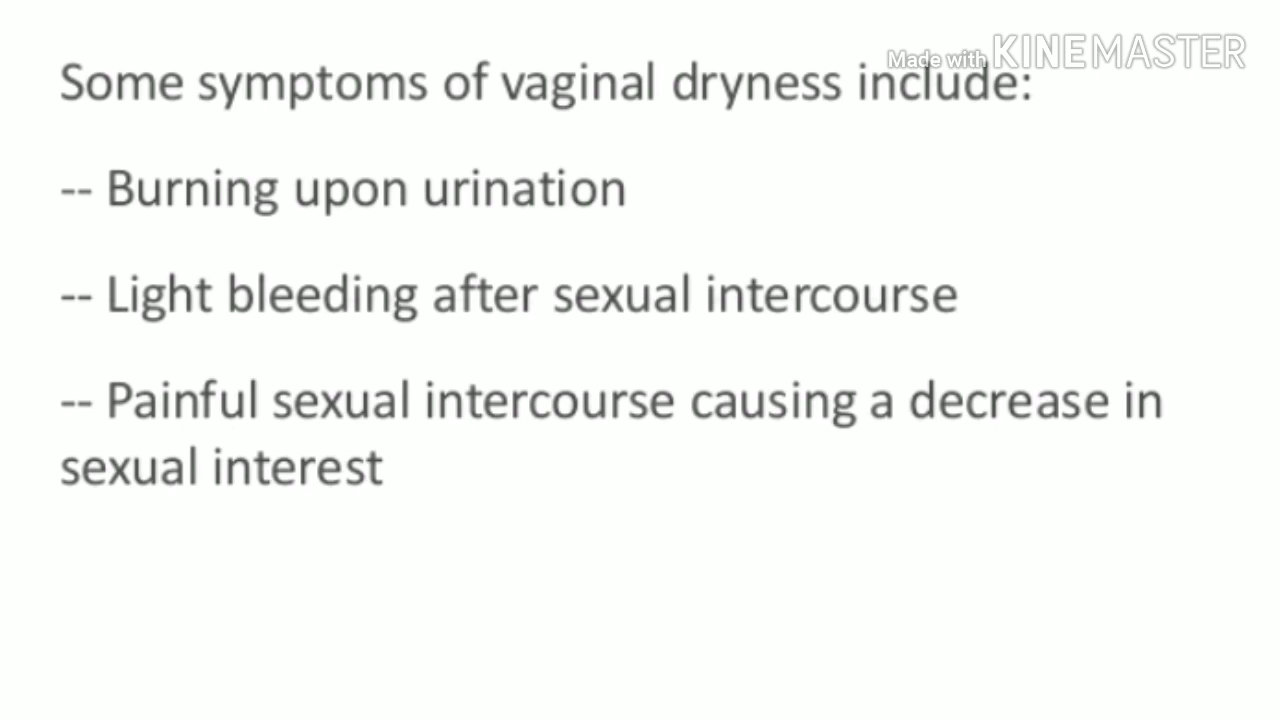 Made with KINEMASTER
Some symptoms of vaginal dryness include:
-- Burning upon urination
-- Light bleeding after sexual intercourse
-- Painful sexual intercourse causing a decrease in
sexual interest